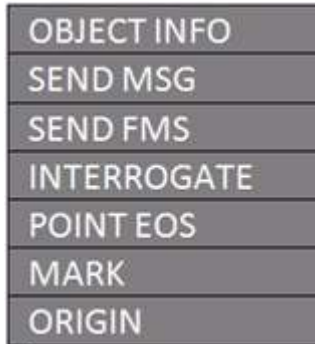 OBJECT INFO
SEND MSG
SEND FMS
INTERROGATE
POINT EOS
MARK
ORIGIN